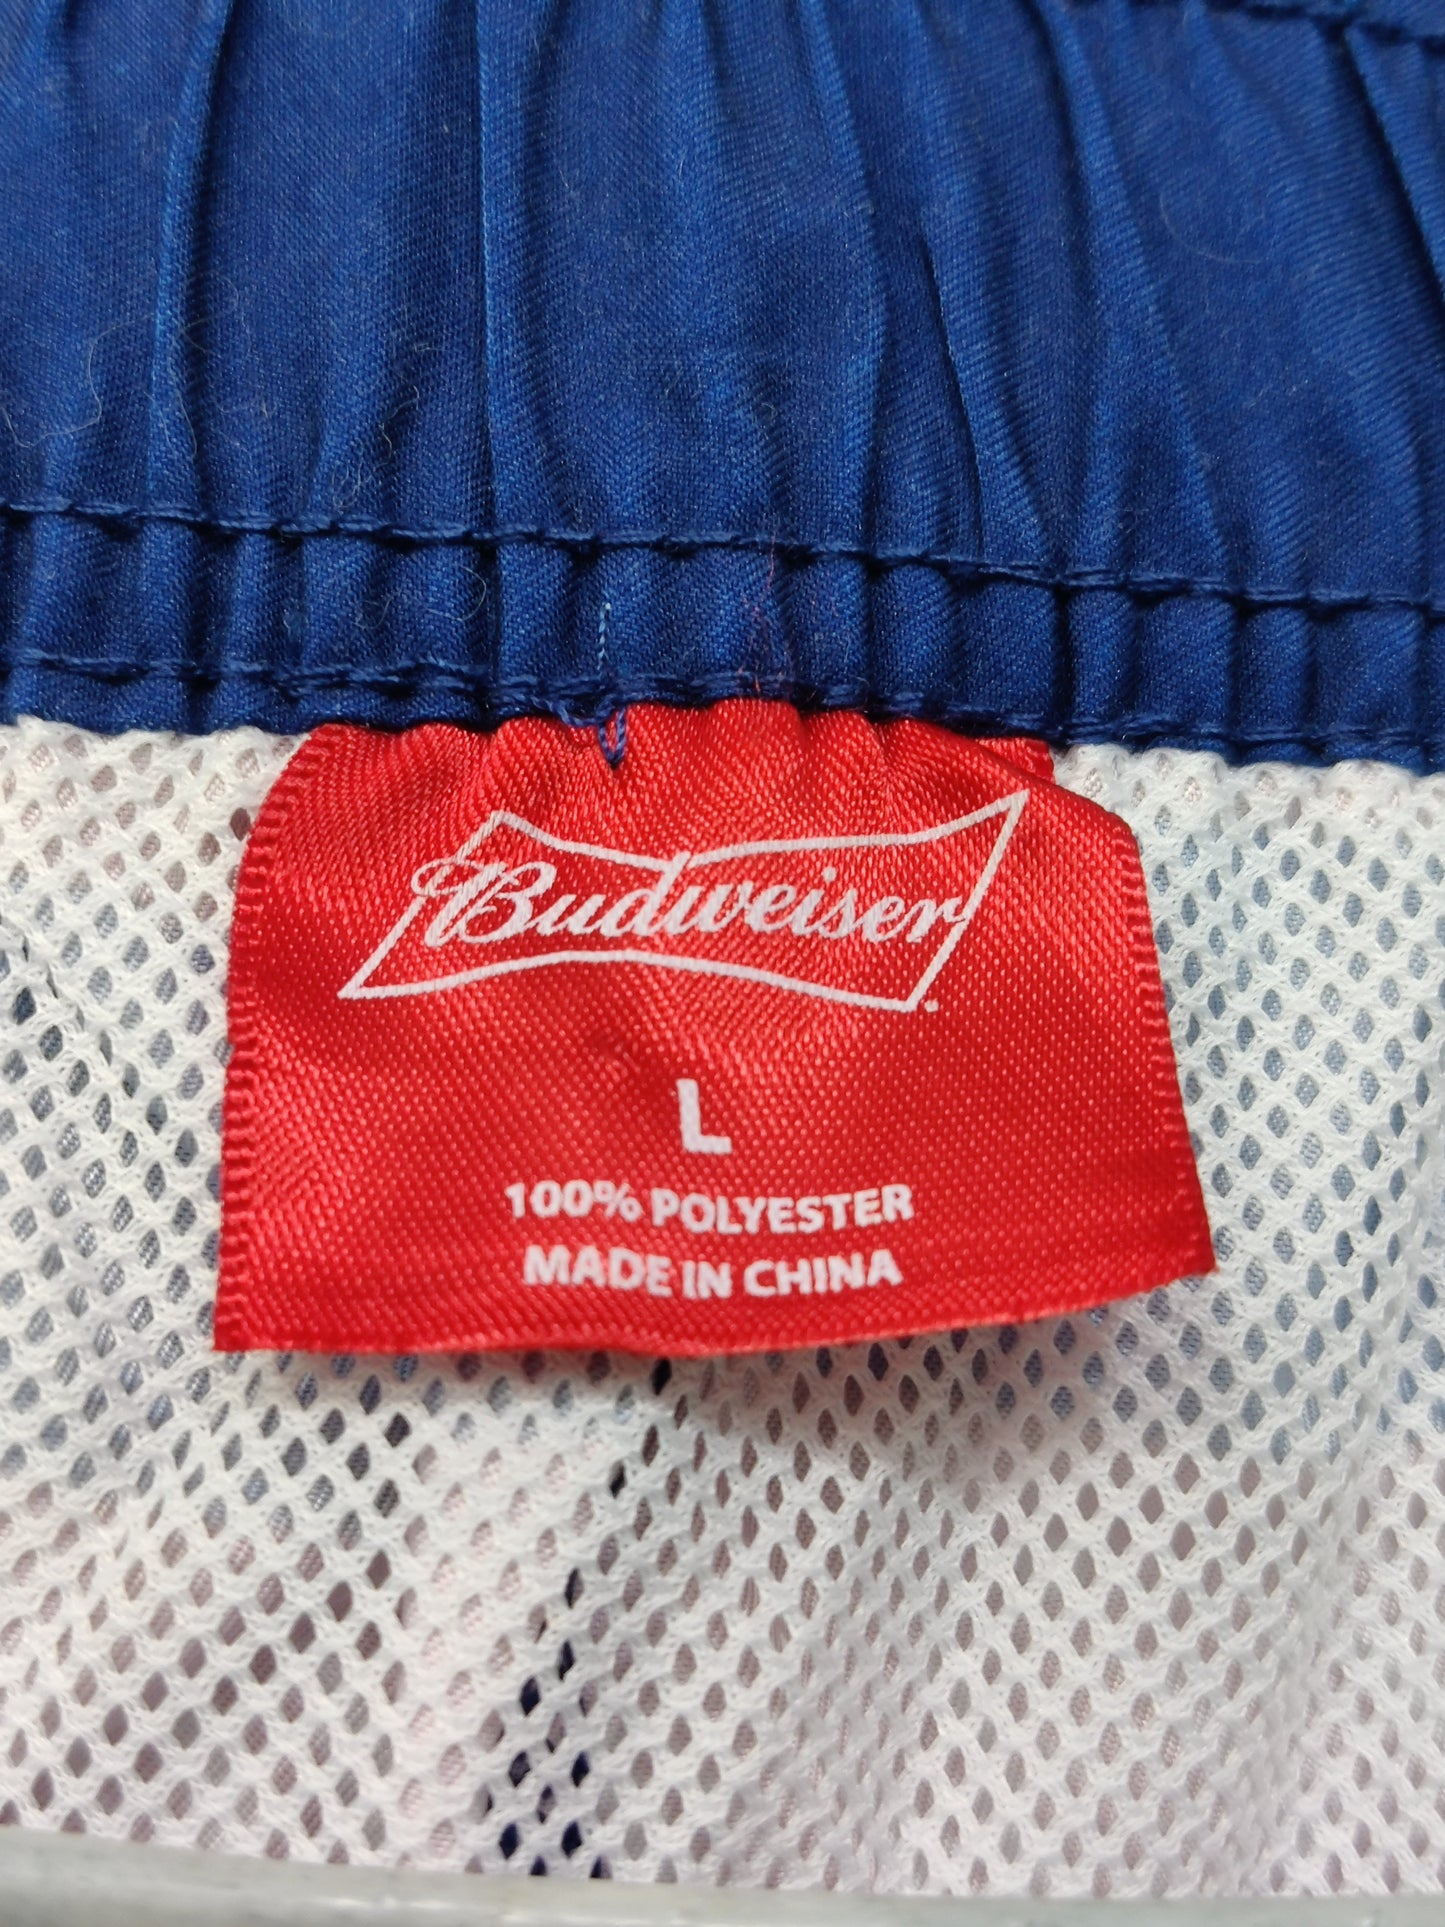 Budweiser
L
100% POLYESTER
MADE IN CHINA